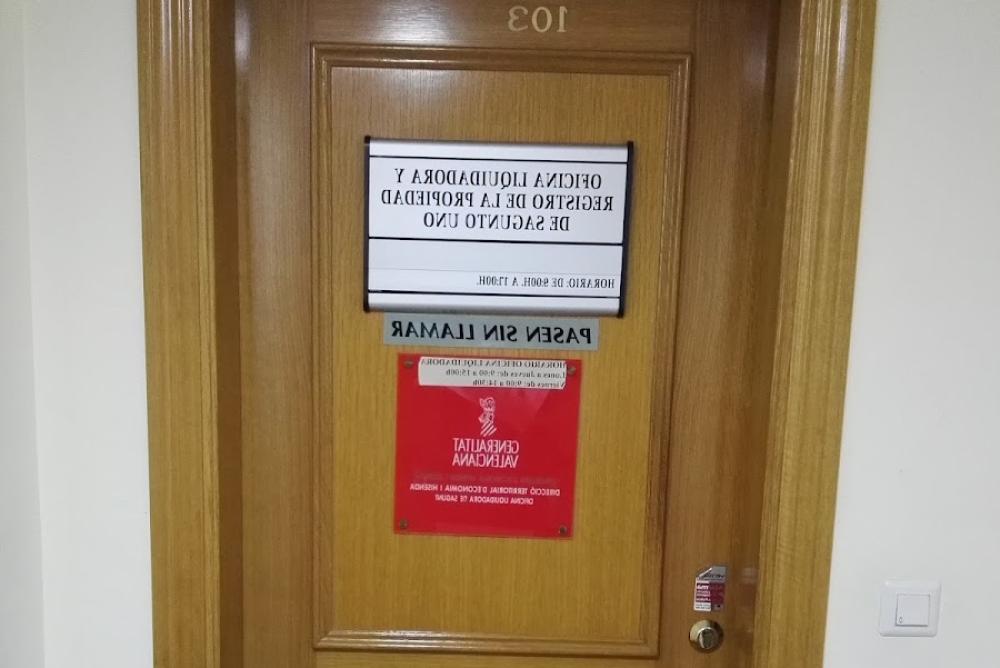 103
OFICINA LIQUIDADORA Y
REGISTRO DE LA PROPIEDAD
DE SAGUNTO UNO
HORARIO: DE 9:00H. A 17:00H.
PASEN SIN LLAMAR
HORARIO OFICINA LIQUIDADORA
Lunes a Jueves de: 9:00 a 15:00h
Viernes de: 9:00 a 14:30h
GENERALITAT
VALENCIANA
DIRECCIÓ TERRITORIAL D'ECONOMIA I HISENDA
OFICINA LIQUIDADORA DE SAGUNT